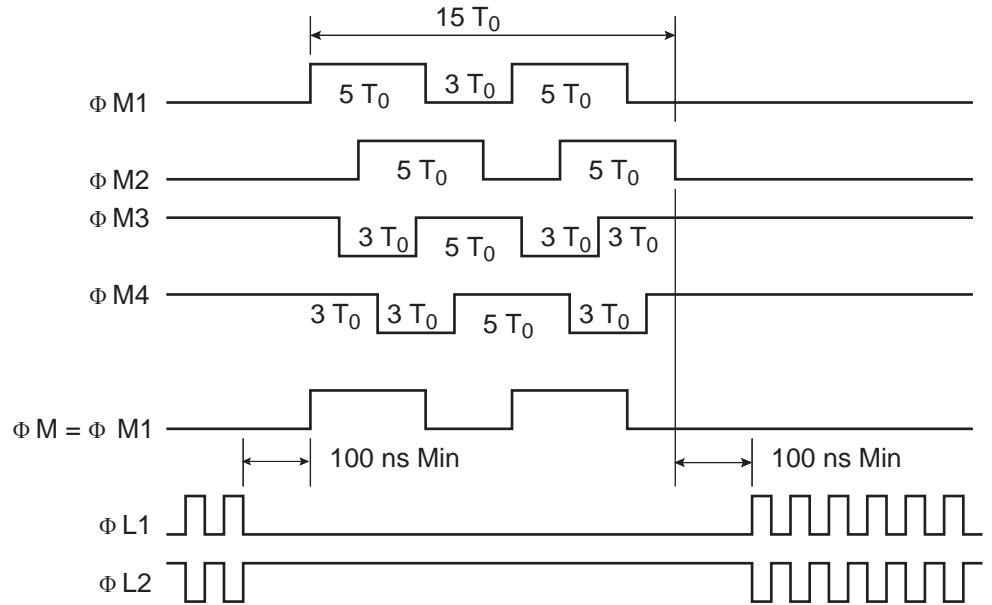 15 T₀
Φ M1
5 T₀ 3 T₀ 5 T₀
Φ M2
5 T₀ 5 T₀
Φ M3
3 T₀ 5 T₀ 3 T₀ 3 T₀
Φ M4
3 T₀ 3 T₀ 5 T₀ 3 T₀
Φ M = Φ M1
100 ns Min 100 ns Min
Φ L1
Φ L2